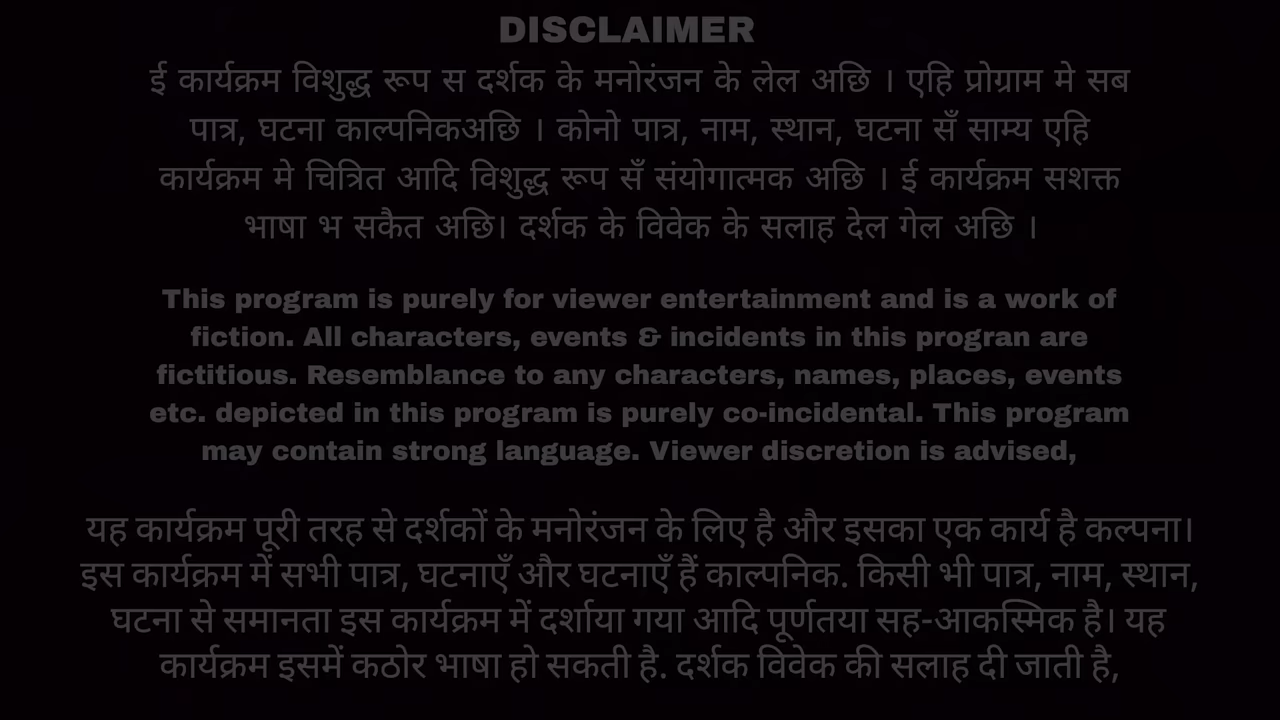 DISCLAIMER
ई कार्यक्रम विशुद्ध रूप स दर्शक के मनोरंजन के लेल अछि । एहि प्रोग्राम मे सब
पात्र, घटना काल्पनिकअछि । कोनो पात्र, नाम, स्थान, घटना सँ साम्य एहि
कार्यक्रम मे चित्रित आदि विशुद्ध रूप सँ संयोगात्मक अछि । ई कार्यक्रम सशक्त
भाषा भ सकैत अछि। दर्शक के विवेक के सलाह देल गेल अछि ।
This program is purely for viewer entertainment and is a work of
fiction. All characters, events & incidents in this progran are
fictitious. Resemblance to any characters, names, places, events
etc. depicted in this program is purely co-incidental. This program
may contain strong language. Viewer discretion is advised,
यह कार्यक्रम पूरी तरह से दर्शकों के मनोरंजन के लिए है और इसका एक कार्य है कल्पना।
इस कार्यक्रम में सभी पात्र, घटनाएँ और घटनाएँ हैं काल्पनिक. किसी भी पात्र, नाम, स्थान,
घटना से समानता इस कार्यक्रम में दर्शाया गया आदि पूर्णतया सह-आकस्मिक है। यह
कार्यक्रम इसमें कठोर भाषा हो सकती है. दर्शक विवेक की सलाह दी जाती है,